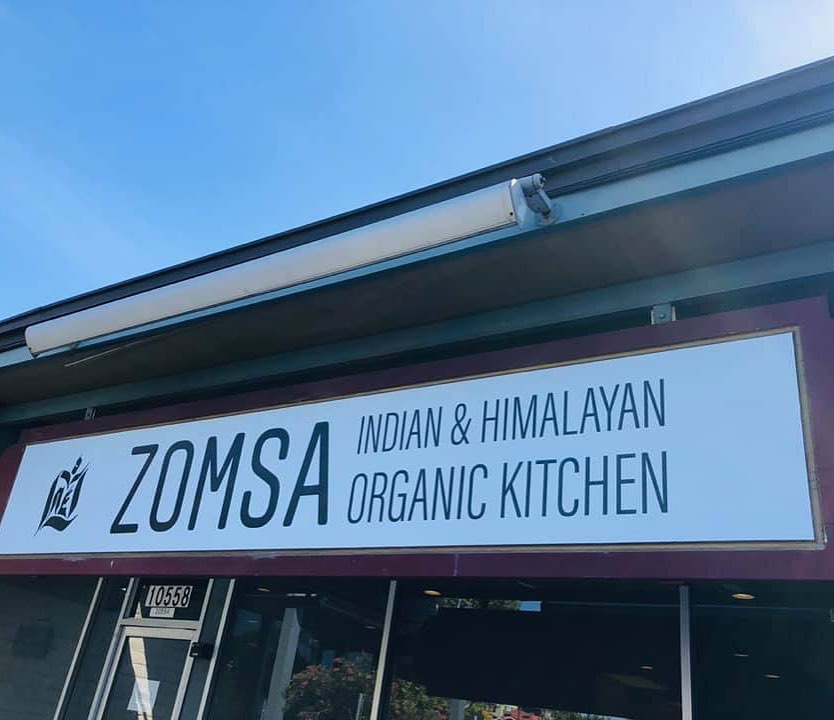 ZOMSA
INDIAN & HIMALAYAN
ORGANIC KITCHEN
10558